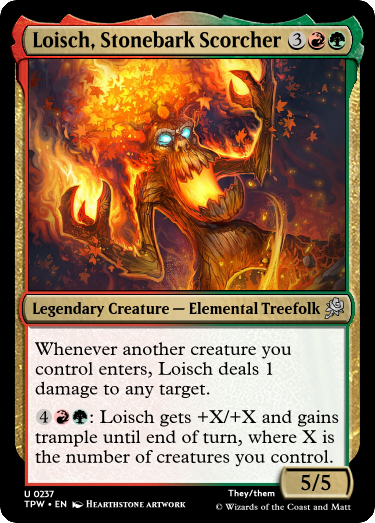 Loisch, Stonebark Scorcher 3
Legendary Creature — Elemental Treefolk
Whenever another creature you
control enters, Loisch deals 1
damage to any target.
4 : Loisch gets +X/+X and gains
trample until end of turn, where X is
the number of creatures you control.
5/5
U 0237 They/them
TPW • EN Hearthstone artwork © Wizards of the Coast and Matt